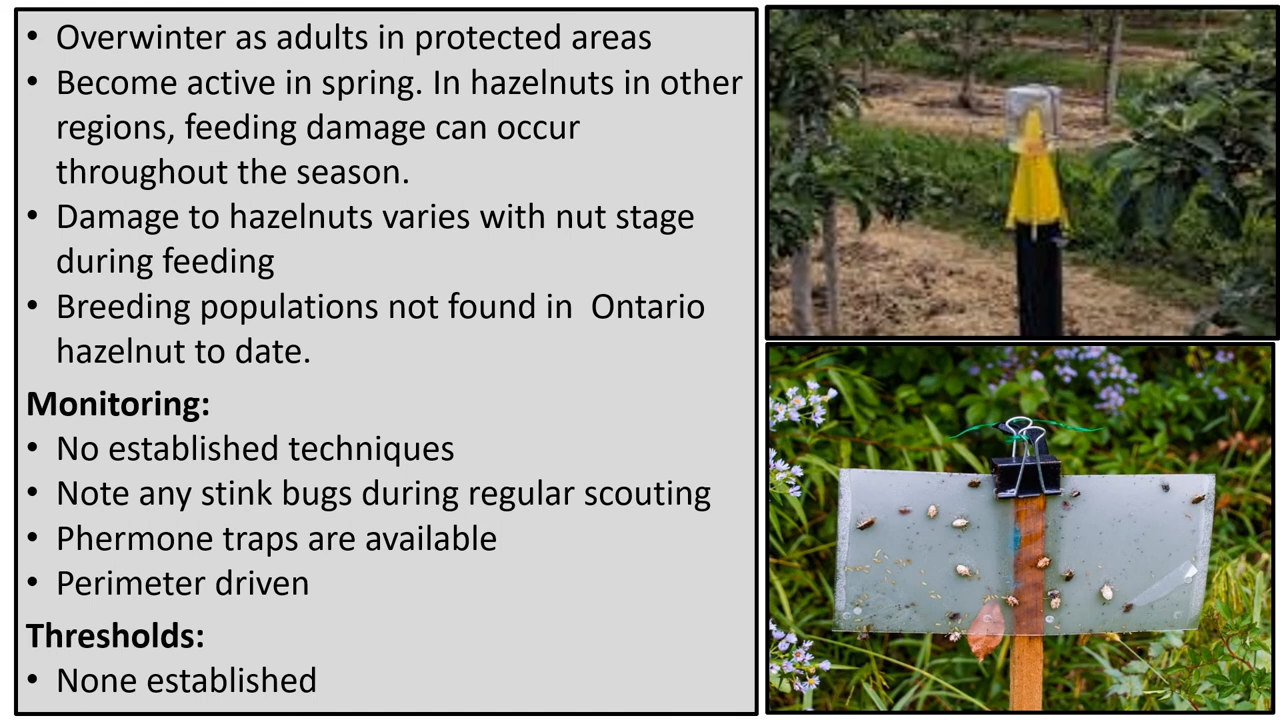 • Overwinter as adults in protected areas
• Become active in spring. In hazelnuts in other
regions, feeding damage can occur
throughout the season.
• Damage to hazelnuts varies with nut stage
during feeding
• Breeding populations not found in  Ontario
hazelnut to date.
Monitoring:
• No established techniques
• Note any stink bugs during regular scouting
• Phermone traps are available
• Perimeter driven
Thresholds:
• None established